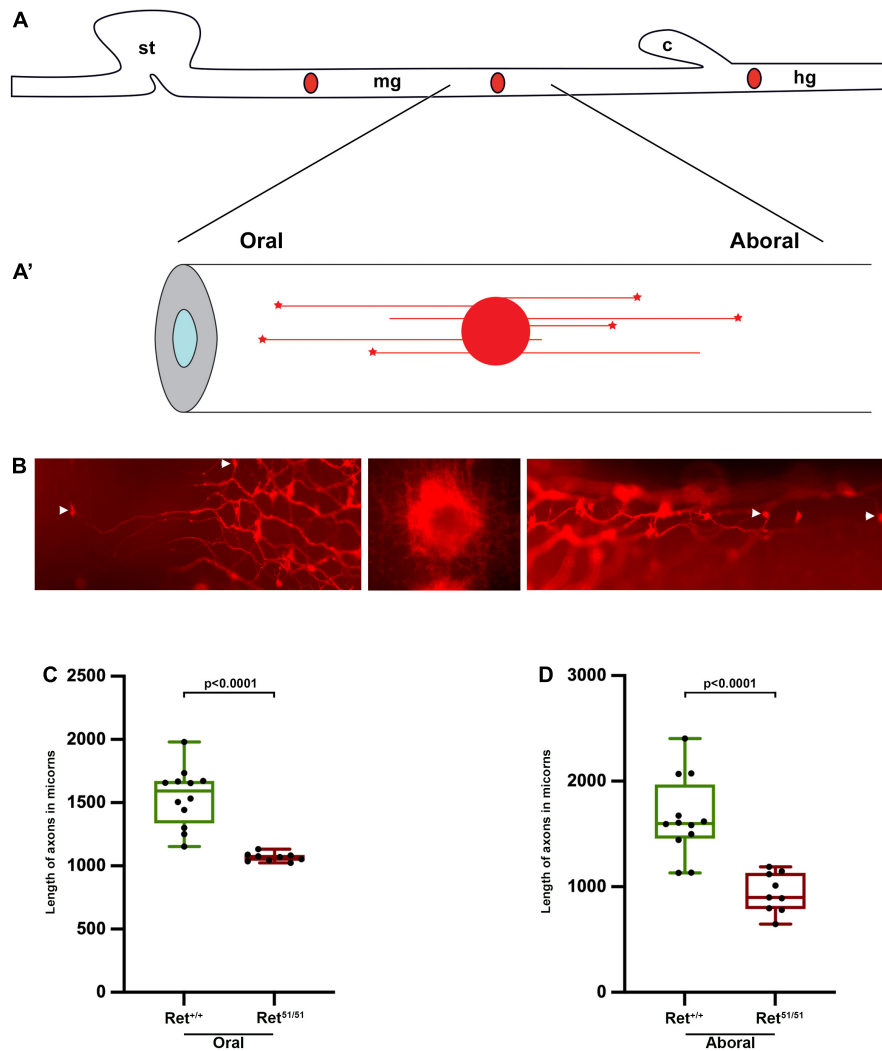 A
st
c
mg
hg
Oral
Aboral
A’
B
C
2500
2000
1500
1000
500
0
Length of axons in micorns
p<0.0001
Ret+/+
Ret51/51
Oral
D
3000
2000
1000
0
Length of axons in micorns
p<0.0001
Ret+/+
Ret51/51
Aboral